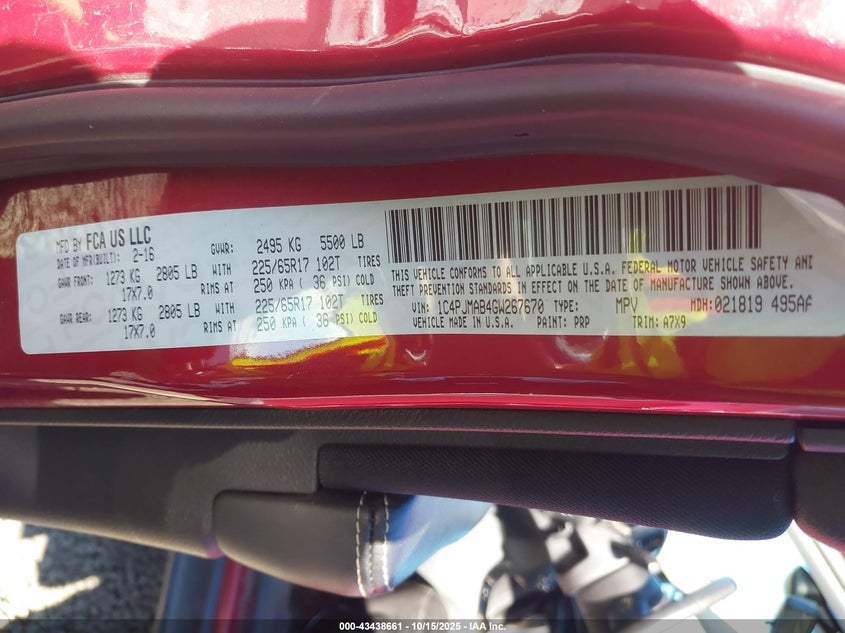 MFD BY FCA US LLC
DATE OF MFR(BUILT): 2-16 GVWR: 2495 KG 5500 LB
GAWR FRONT: 1273 KG 2805 LB WITH 225/65R17 102T TIRES
17X7.0 RIMS AT 250 KPA ( 36 PSI) COLD
GAWR REAR: 1273 KG 2805 LB WITH 225/65R17 102T TIRES
17X7.0 RIMS AT 250 KPA ( 36 PSI) COLD
THIS VEHICLE CONFORMS TO ALL APPLICABLE U.S.A. FEDERAL MOTOR VEHICLE SAFETY AND
THEFT PREVENTION STANDARDS IN EFFECT ON THE DATE OF MANUFACTURE SHOWN ABOVE.
VIN: 1C4PJMAB4GW267670 TYPE: MPV MDH: 021819 495AF
MADE IN U.S.A. PAINT: PRP TRIM: A7X9
000-43438661 - 10/15/2025 - IAA Inc.